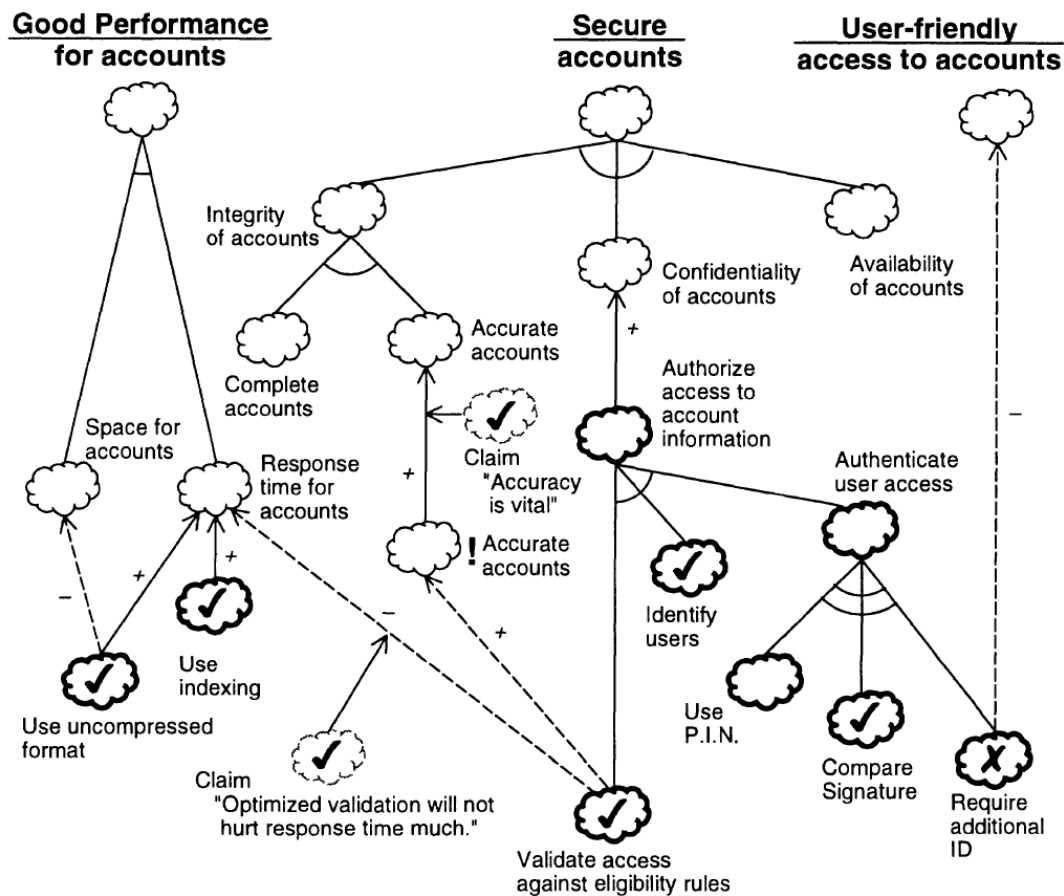 Good Performance
for accounts
Secure
accounts
User-friendly
access to accounts
Integrity
of accounts
Confidentiality
of accounts
Availability
of accounts
Complete
accounts
Accurate
accounts
+
Authorize
access to
account
information
Claim
"Accuracy
is vital"
+
Space for
accounts
Response
time for
accounts
! Accurate
accounts
Authenticate
user access
−
−
+
+
−
+
Identify
users
Use
indexing
Use uncompressed
format
Use
P.I.N.
Compare
Signature
X
Require
additional
ID
Claim
"Optimized validation will not
hurt response time much."
Validate access
against eligibility rules